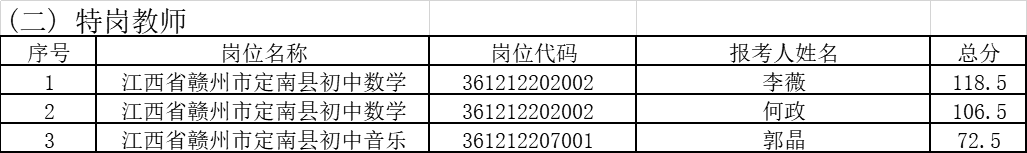 (二) 特岗教师
序号 岗位名称 岗位代码 报考人姓名 总分
1 江西省赣州市定南县初中数学 361212202002 李薇 118.5
2 江西省赣州市定南县初中数学 361212202002 何政 106.5
3 江西省赣州市定南县初中音乐 361212207001 郭晶 72.5